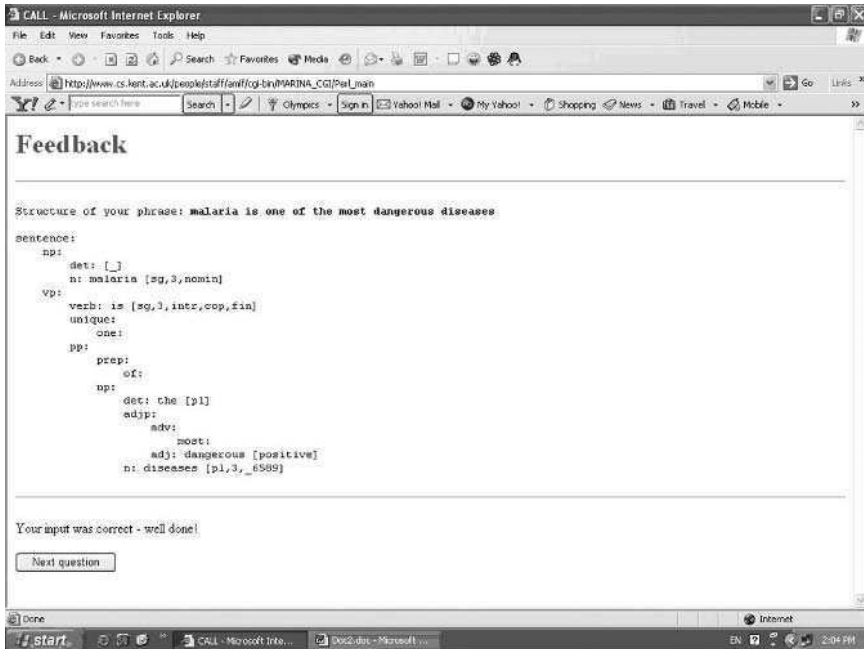 CALL - Microsoft Internet Explorer
File Edit View Favorites Tools Help
Back Search Favorites Media
Address http://www.cs.kent.ac.uk/people/staff/amif/cgi-bin/MARINA_CGI/Perl_main Go Links
Y! type search here Search Olympics Sign in Yahoo! Mail My Yahoo! Shopping News Travel Mobile
Feedback
Structure of your phrase: malaria is one of the most dangerous diseases
sentence:
np:
det: [_]
n: malaria [sg,3,nomin]
vp:
verb: is [sg,3,intr,cop,fin]
unique:
one:
pp:
prep:
of:
np:
det: the [pl]
adjp:
adv:
most:
adj: dangerous [positive]
n: diseases [pl,3,_6589]
Your input was correct - well done!
Next question
Done Internet
start CALL - Microsoft Inte... Doc2.doc - Microsoft ... EN 2:04 PM